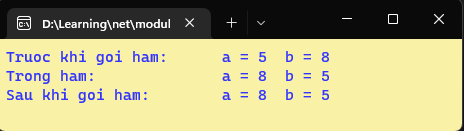 D:\Learning\net\modul
Truoc khi goi ham:      a = 5  b = 8
Trong ham:              a = 8  b = 5
Sau khi goi ham:        a = 8  b = 5